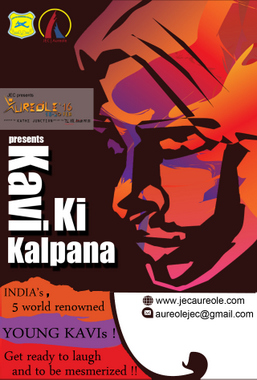 JEC presents
AUREOLE'14
presents
Kavi
Ki
Kalpana
INDIA's,
5 world renowned
YOUNG KAVIs !
Get ready to laugh
and to be mesmerized !!
www.jecaureole.com
aureolejec@gmail.com